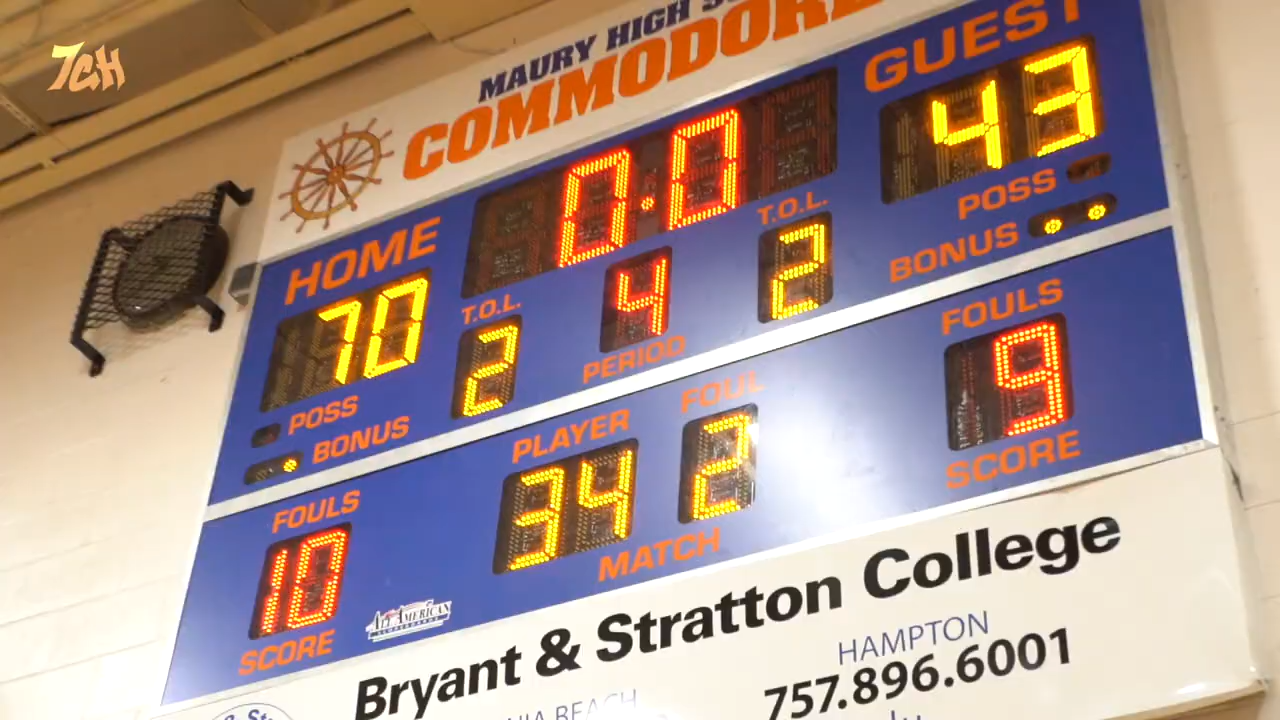 7CH
MAURY HIGH
COMMODORE
GUEST
43
0.0
HOME
70
T.O.L.
2
4
PERIOD
T.O.L.
2
POSS
BONUS
POSS
BONUS
FOULS
10
SCORE
PLAYER
34
FOUL
2
MATCH
FOULS
9
SCORE
ALL AMERICAN
SCOREBOARDS
Bryant & Stratton College
HAMPTON
757.896.6001